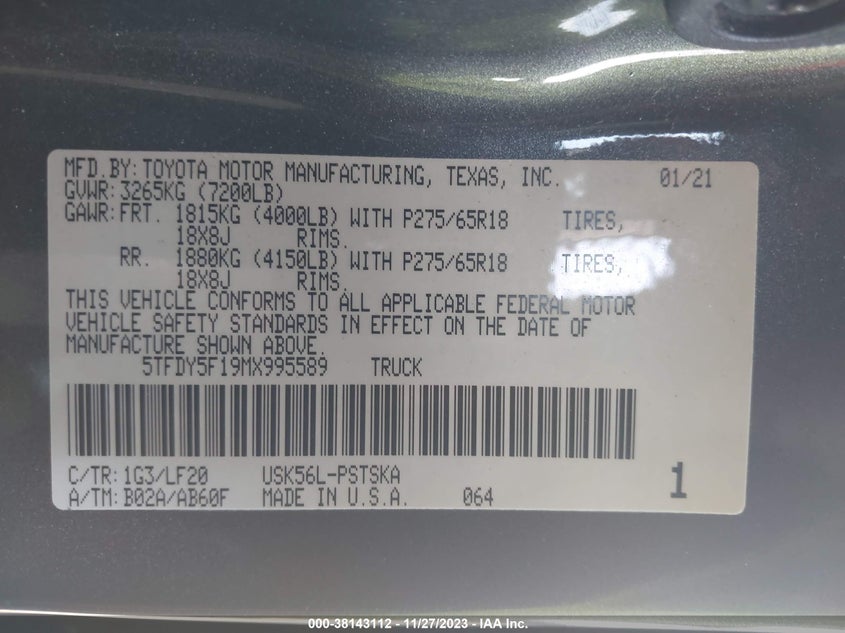 MFD.BY: TOYOTA MOTOR MANUFACTURING, TEXAS, INC. 01/21
GVWR: 3265KG (7200LB)
GAWR: FRT. 1815KG (4000LB) WITH P275/65R18 TIRES,
18X8J RIMS.
RR. 1880KG (4150LB) WITH P275/65R18 TIRES,
18X8J RIMS.
THIS VEHICLE CONFORMS TO ALL APPLICABLE FEDERAL MOTOR
VEHICLE SAFETY STANDARDS IN EFFECT ON THE DATE OF
MANUFACTURE SHOWN ABOVE.
5TFDY5F19MX995589 TRUCK
C/TR: 1G3/LF20 USK56L-PSTSKA
A/TM: B02A/AB60F MADE IN U.S.A. 064 1
000-38143112 - 11/27/2023 - IAA Inc.